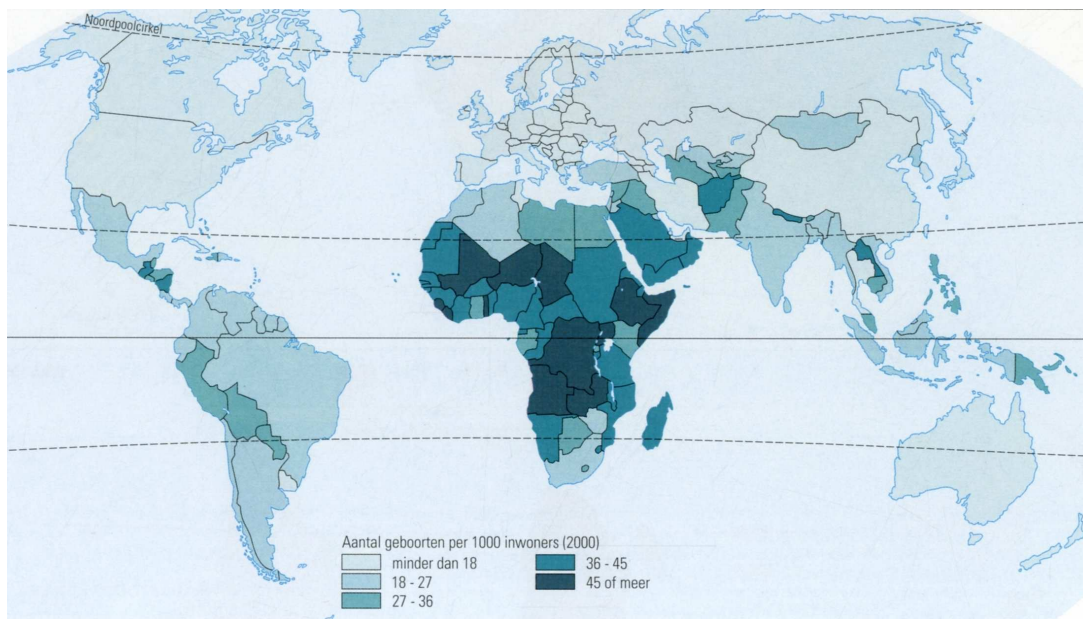 Noordpoolcirkel
Aantal geboorten per 1000 inwoners (2000)
minder dan 18
18 - 27
27 - 36
36 - 45
45 of meer